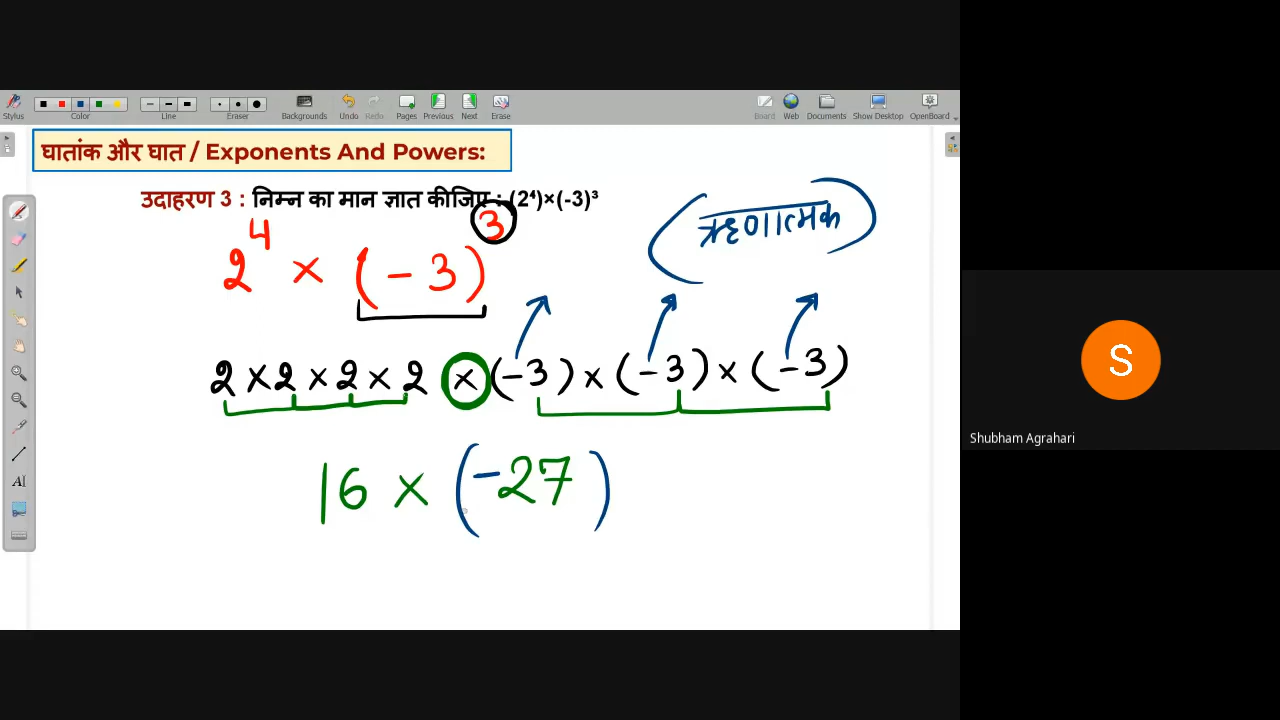 Stylus Color Line Eraser Backgrounds Undo Redo Pages Previous Next Erase Board Web Documents Show Desktop OpenBoard
घातांक और घात / Exponents And Powers:
उदाहरण 3 : निम्न का मान ज्ञात कीजिए : (2⁴)×(-3)³
(ऋणात्मक)
2⁴ × (-3)³
2 × 2 × 2 × 2 × (-3) × (-3) × (-3)
16 × (-27)
S
Shubham Agrahari